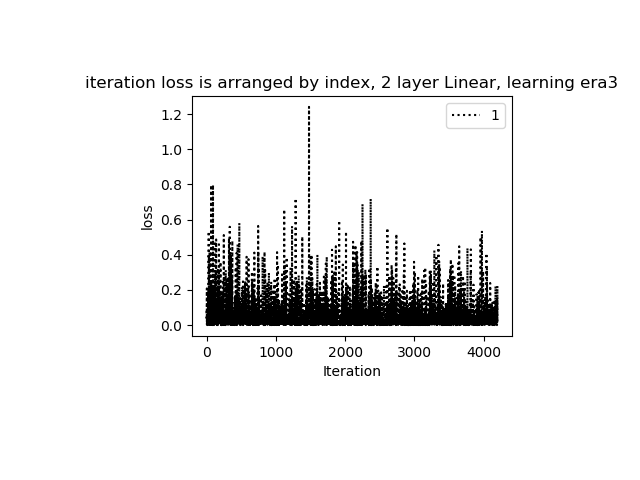 iteration loss is arranged by index, 2 layer Linear, learning era3
1
1.2
1.0
0.8
0.6
0.4
0.2
0.0
loss
0 1000 2000 3000 4000
Iteration